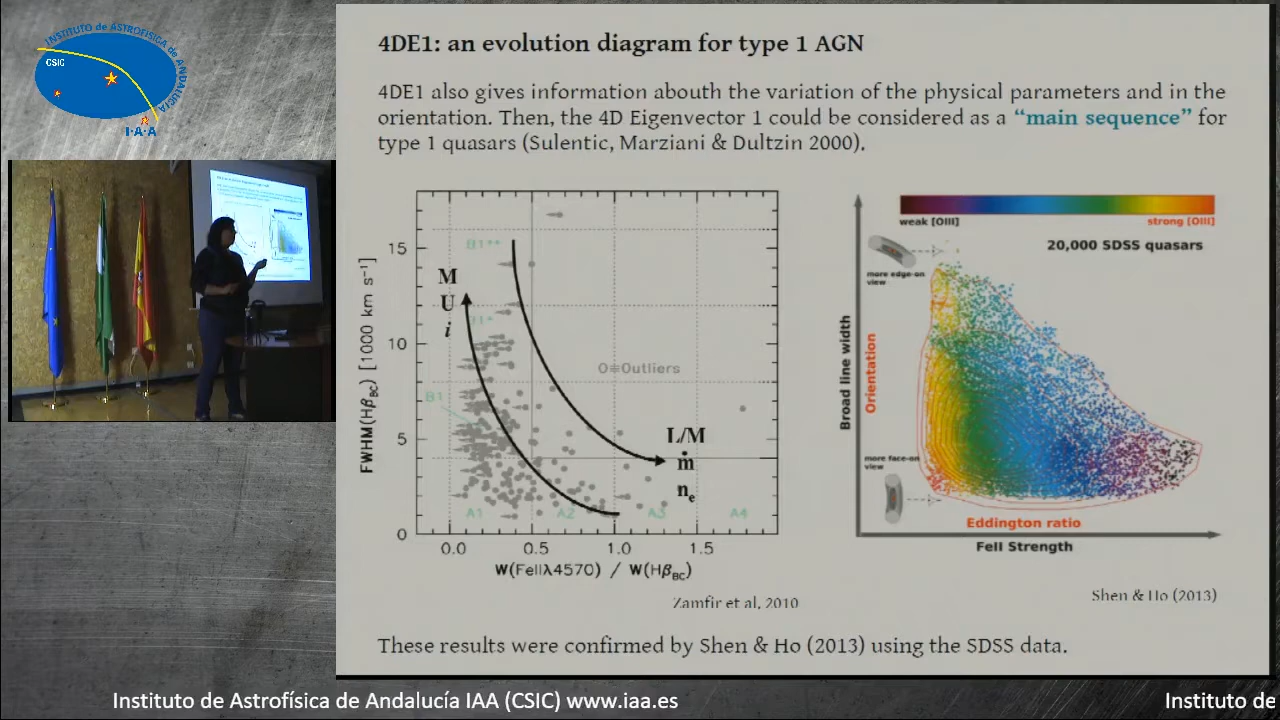 INSTITUTO de ASTROFÍSICA de ANDALUCÍA
CSIC
I·A·A
4DE1: an evolution diagram for type 1 AGN
4DE1 also gives information abouth the variation of the physical parameters and in the
orientation. Then, the 4D Eigenvector 1 could be considered as a “main sequence” for
type 1 quasars (Sulentic, Marziani & Dultzin 2000).
FWHM(Hβ_BC) [1000 km s⁻¹]
15
10
5
0
B1++
M
U
i
B1+
B1
O≡Outliers
L/M
ṁ
nₑ
A1
A2
A3
A4
0.0
0.5
1.0
1.5
W(FeIIλ4570) / W(Hβ_BC)
Zamfir et al, 2010
weak [OIII]
strong [OIII]
20,000 SDSS quasars
more edge-on
view
Broad line width
Orientation
more face-on
view
Eddington ratio
FeII Strength
Shen & Ho (2013)
These results were confirmed by Shen & Ho (2013) using the SDSS data.
Instituto de Astrofísica de Andalucía IAA (CSIC) www.iaa.es
Instituto de